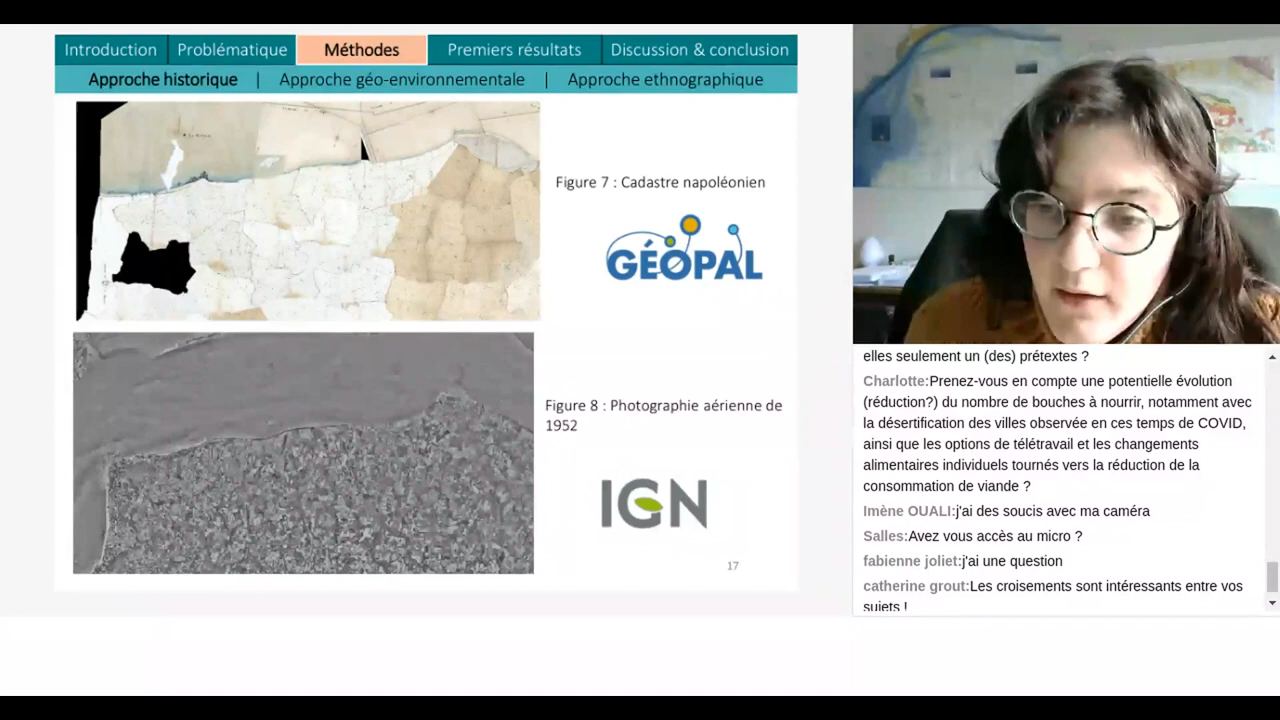 Introduction
Problématique
Méthodes
Premiers résultats
Discussion & conclusion
Approche historique | Approche géo-environnementale | Approche ethnographique
Figure 7 : Cadastre napoléonien
GÉOPAL
Figure 8 : Photographie aérienne de
1952
IGN
17
elles seulement un (des) prétextes ?
Charlotte:Prenez-vous en compte une potentielle évolution
(réduction?) du nombre de bouches à nourrir, notamment avec
la désertification des villes observée en ces temps de COVID,
ainsi que les options de télétravail et les changements
alimentaires individuels tournés vers la réduction de la
consommation de viande ?
Imène OUALI:j'ai des soucis avec ma caméra
Salles:Avez vous accès au micro ?
fabienne joliet:j'ai une question
catherine grout:Les croisements sont intéressants entre vos
sujets !